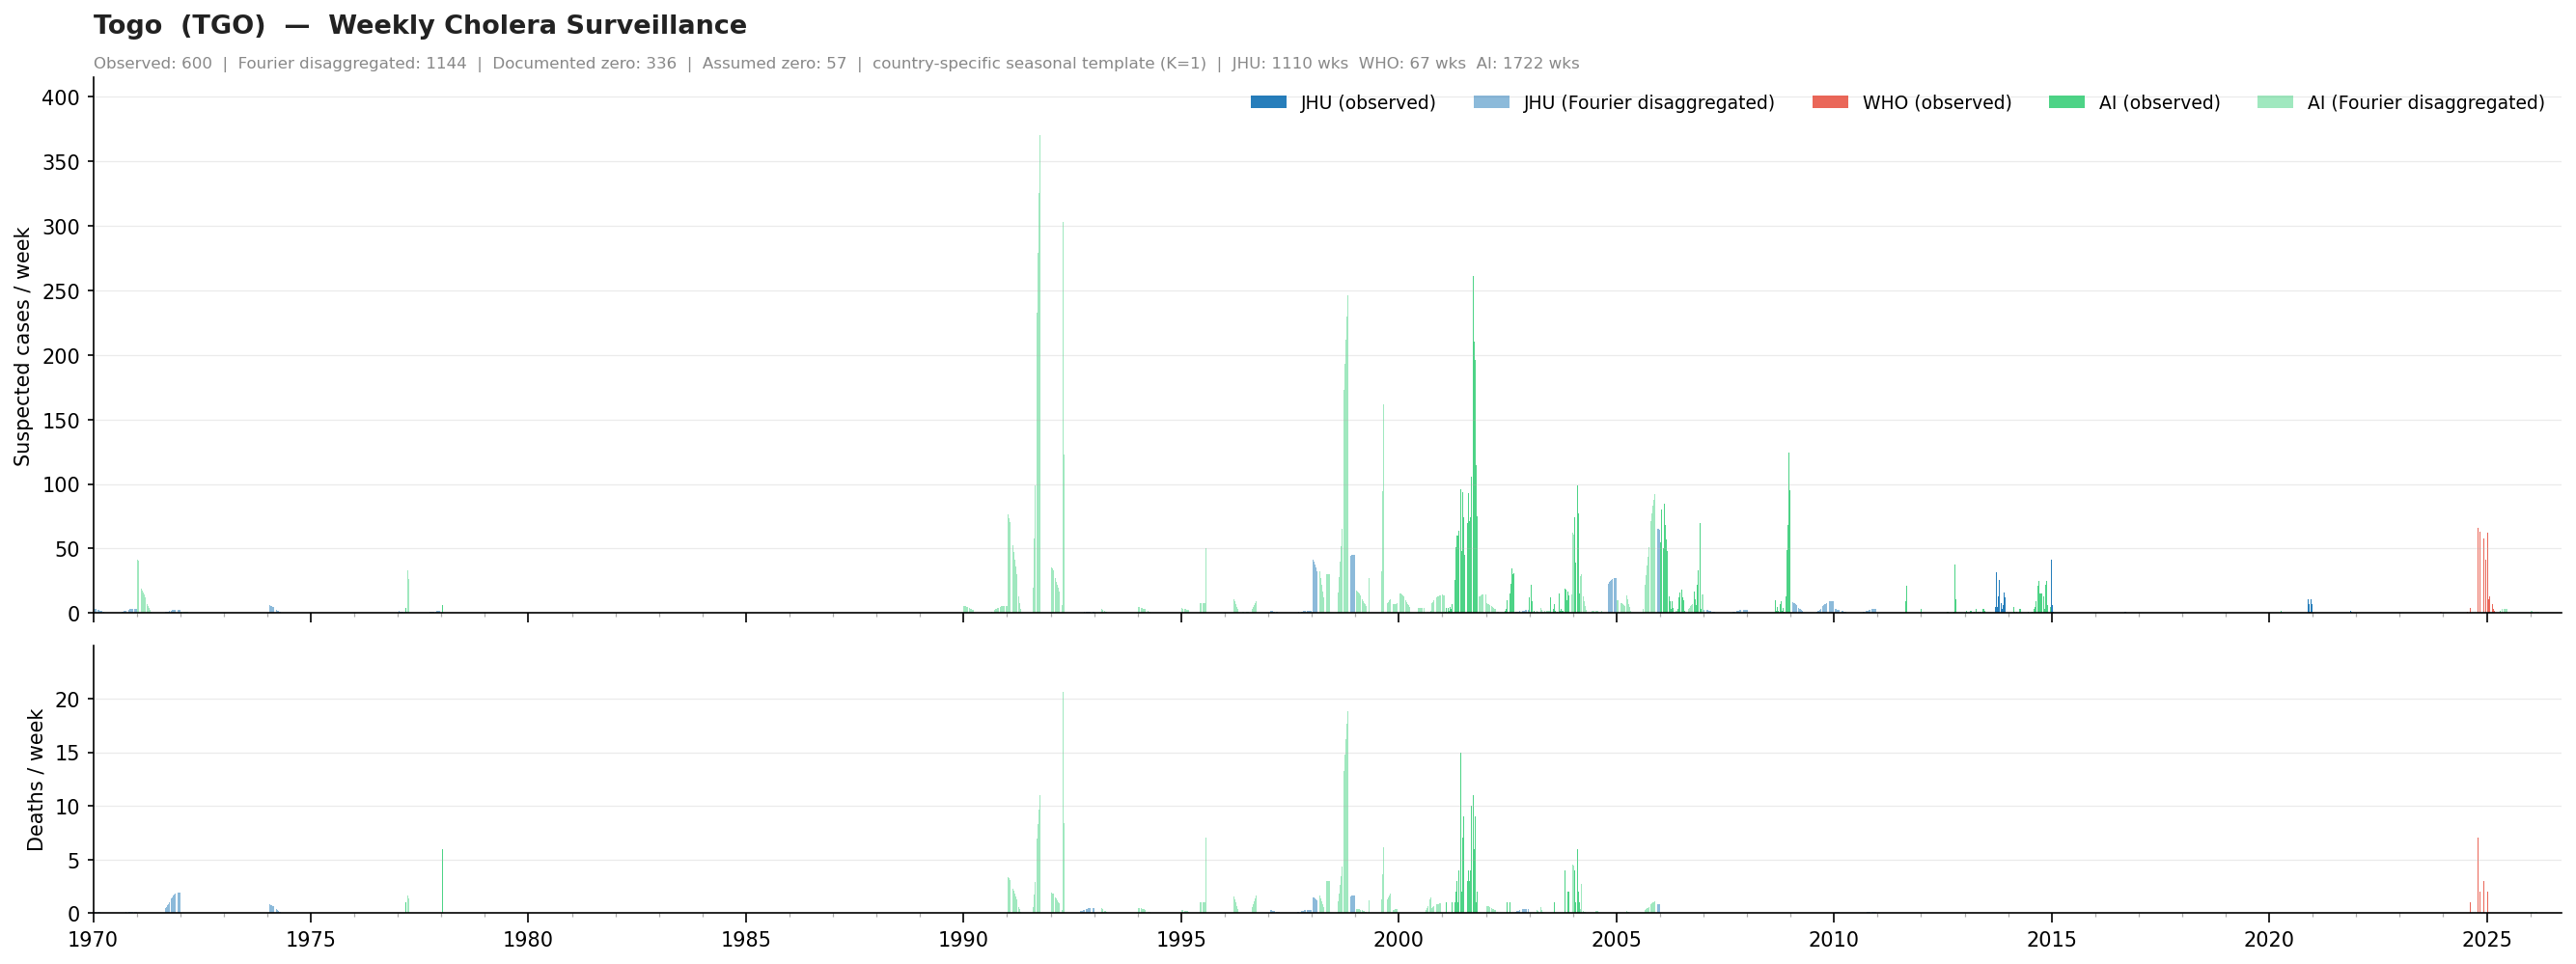 Togo (TGO) — Weekly Cholera Surveillance
Observed: 600 | Fourier disaggregated: 1144 | Documented zero: 336 | Assumed zero: 57 | country-specific seasonal template (K=1) | JHU: 1110 wks WHO: 67 wks AI: 1722 wks
JHU (observed) JHU (Fourier disaggregated) WHO (observed) AI (observed) AI (Fourier disaggregated)
Suspected cases / week
400
350
300
250
200
150
100
50
0
Deaths / week
20
15
10
5
0
1970 1975 1980 1985 1990 1995 2000 2005 2010 2015 2020 2025